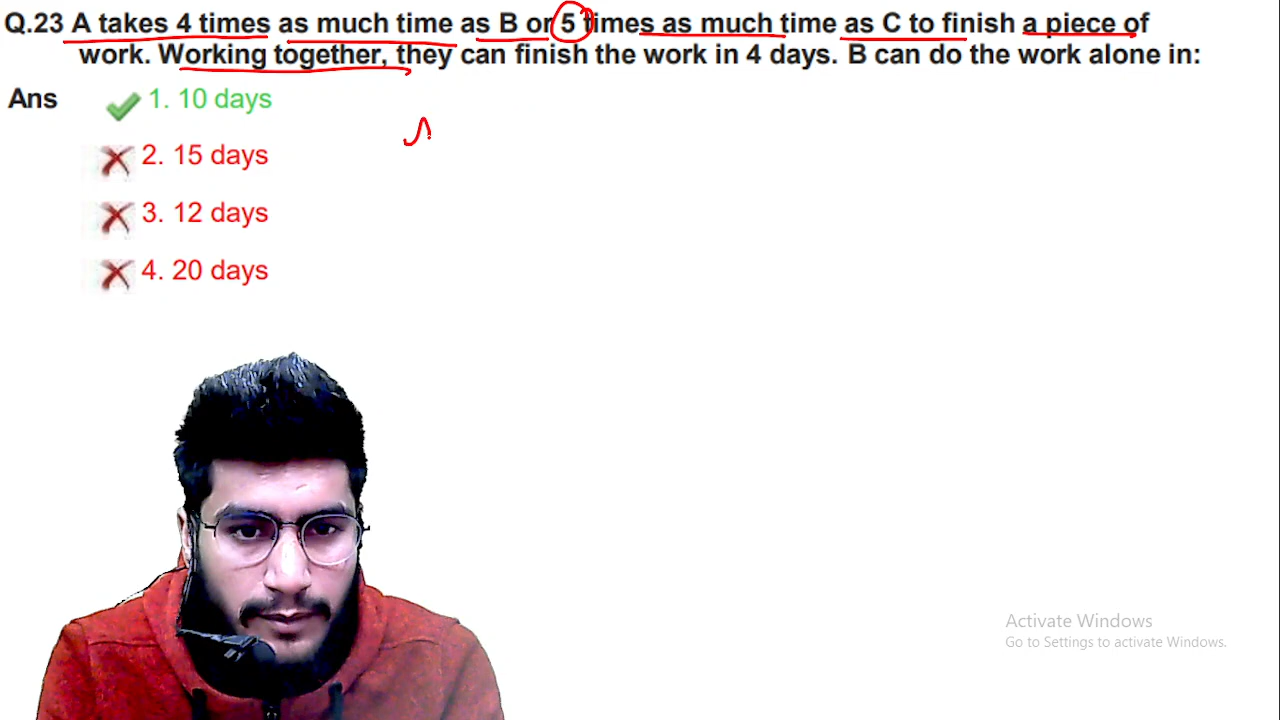 Q.23 A takes 4 times as much time as B or 5 times as much time as C to finish a piece of
work. Working together, they can finish the work in 4 days. B can do the work alone in:
Ans
1. 10 days
2. 15 days
3. 12 days
4. 20 days
Activate Windows
Go to Settings to activate Windows.